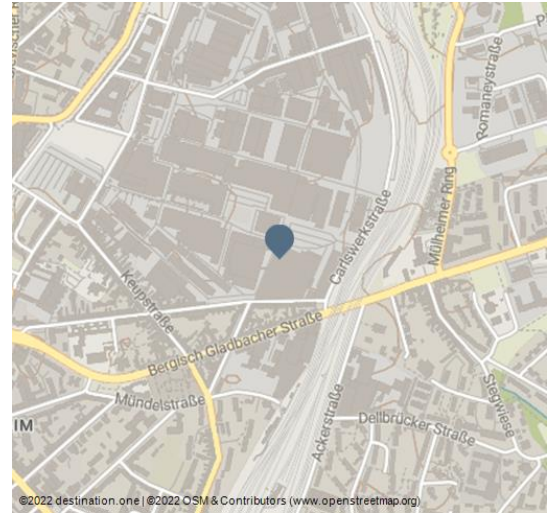 Romaneystraße
Mülheimer Ring
Carlswerkstraße
Keupstraße
Bergisch Gladbacher Straße
Mündelstraße
IM
Ackerstraße
Dellbrücker Straße
Stegwiese
©2022 destination.one | ©2022 OSM & Contributors (www.openstreetmap.org)